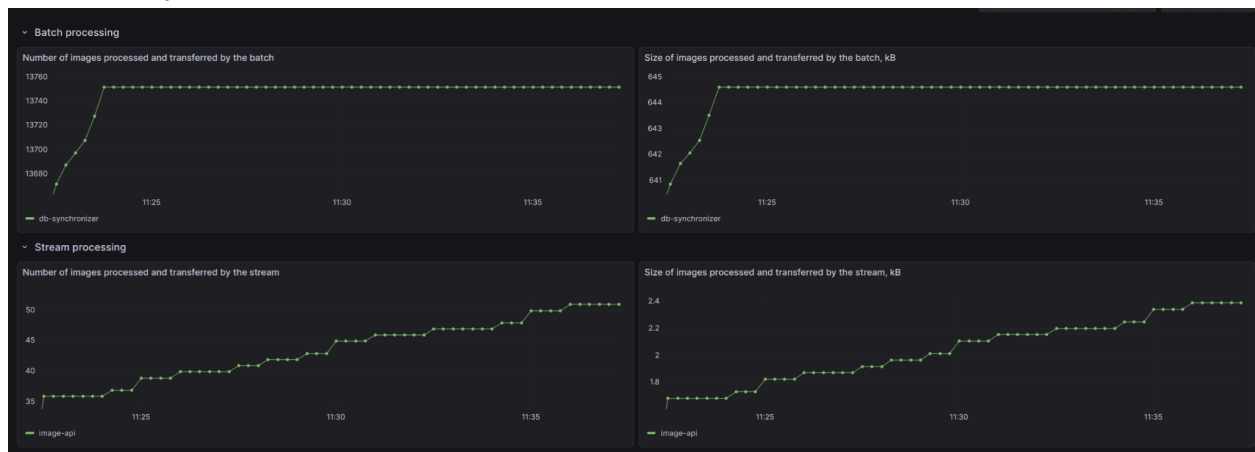 Batch processing
Number of images processed and transferred by the batch
13760
13740
13720
13700
13680
11:25 11:30 11:35
db-synchronizer
Size of images processed and transferred by the batch, kB
645
644
643
642
641
11:25 11:30 11:35
db-synchronizer
Stream processing
Number of images processed and transferred by the stream
50
45
40
35
11:25 11:30 11:35
image-api
Size of images processed and transferred by the stream, kB
2.4
2.2
2
1.8
11:25 11:30 11:35
image-api